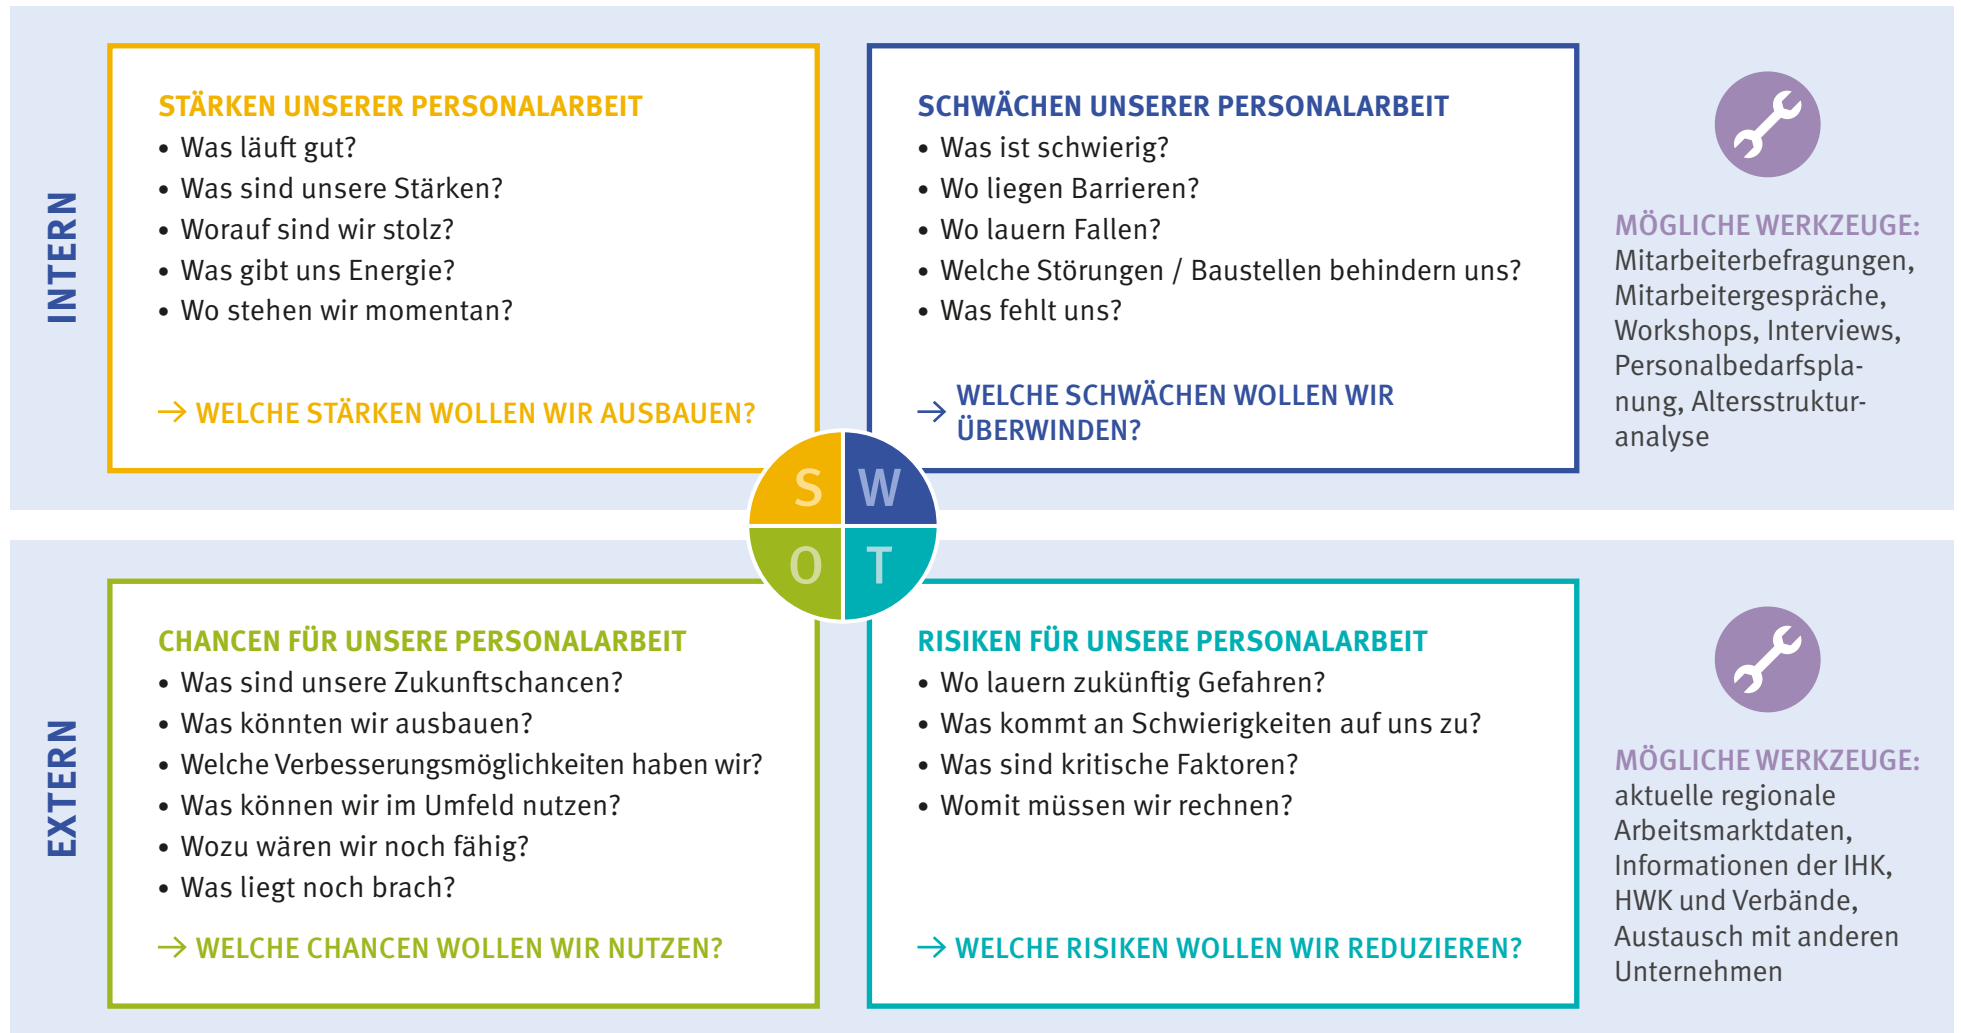 INTERN
STÄRKEN UNSERER PERSONALARBEIT
• Was läuft gut?
• Was sind unsere Stärken?
• Worauf sind wir stolz?
• Was gibt uns Energie?
• Wo stehen wir momentan?
→ WELCHE STÄRKEN WOLLEN WIR AUSBAUEN?
SCHWÄCHEN UNSERER PERSONALARBEIT
• Was ist schwierig?
• Wo liegen Barrieren?
• Wo lauern Fallen?
• Welche Störungen / Baustellen behindern uns?
• Was fehlt uns?
→ WELCHE SCHWÄCHEN WOLLEN WIR
ÜBERWINDEN?
MÖGLICHE WERKZEUGE:
Mitarbeiterbefragungen,
Mitarbeitergespräche,
Workshops, Interviews,
Personalbedarfspla-
nung, Altersstruktur-
analyse
S W
O T
EXTERN
CHANCEN FÜR UNSERE PERSONALARBEIT
• Was sind unsere Zukunftschancen?
• Was könnten wir ausbauen?
• Welche Verbesserungsmöglichkeiten haben wir?
• Was können wir im Umfeld nutzen?
• Wozu wären wir noch fähig?
• Was liegt noch brach?
→ WELCHE CHANCEN WOLLEN WIR NUTZEN?
RISIKEN FÜR UNSERE PERSONALARBEIT
• Wo lauern zukünftig Gefahren?
• Was kommt an Schwierigkeiten auf uns zu?
• Was sind kritische Faktoren?
• Womit müssen wir rechnen?
→ WELCHE RISIKEN WOLLEN WIR REDUZIEREN?
MÖGLICHE WERKZEUGE:
aktuelle regionale
Arbeitsmarktdaten,
Informationen der IHK,
HWK und Verbände,
Austausch mit anderen
Unternehmen